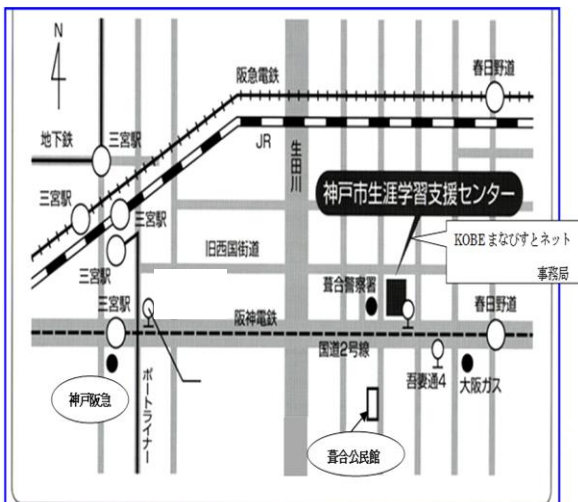 N
阪急電鉄
春日野道
地下鉄
三宮駅
JR
生田川
神戸市生涯学習支援センター
三宮駅
三宮駅
KOBEまなびすとネット
事務局
三宮駅
旧西国街道
三宮駅
葺合警察署
春日野道
阪神電鉄
国道2号線
吾妻通4
大阪ガス
神戸阪急
ポートライナー
葺合公民館